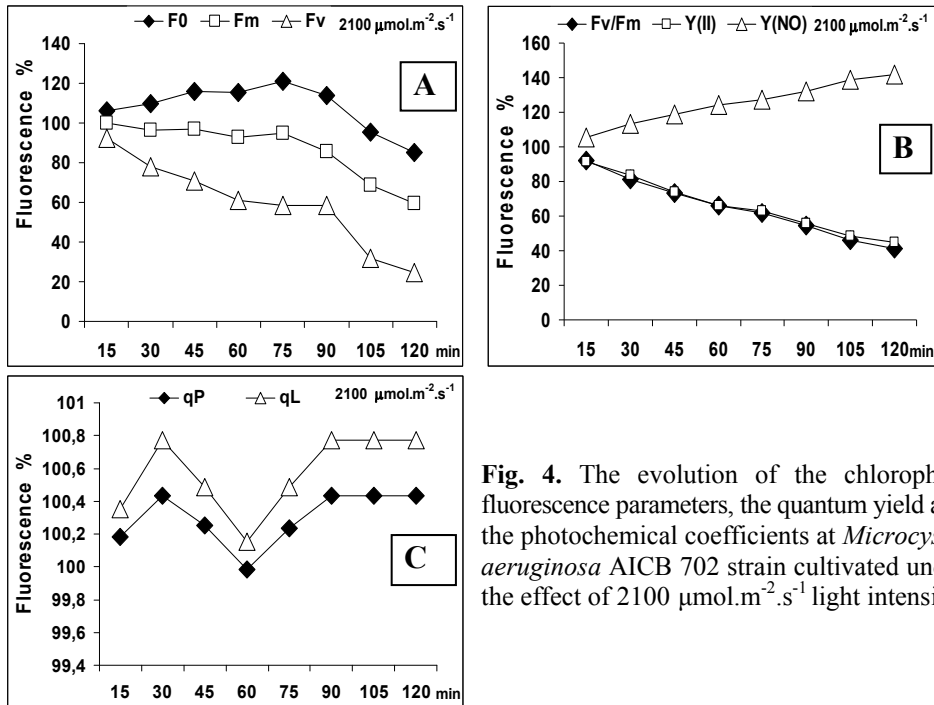 F0 Fm Fv 2100 µmol.m-2.s-1
Fluorescence %
140
120
100
80
60
40
20
0
A
15 30 45 60 75 90 105 120 min
Fv/Fm Y(II) Y(NO) 2100 µmol.m-2.s-1
Fluorescence %
160
140
120
100
80
60
40
20
0
B
15 30 45 60 75 90 105 120min
qP qL 2100 µmol.m-2.s-1
Fluorescence %
101
100,8
100,6
100,4
100,2
100
99,8
99,6
99,4
C
15 30 45 60 75 90 105 120 min
Fig. 4. The evolution of the chloroph
fluorescence parameters, the quantum yield a
the photochemical coefficients at Microcys
aeruginosa AICB 702 strain cultivated un
the effect of 2100 µmol.m-2.s-1 light intensi